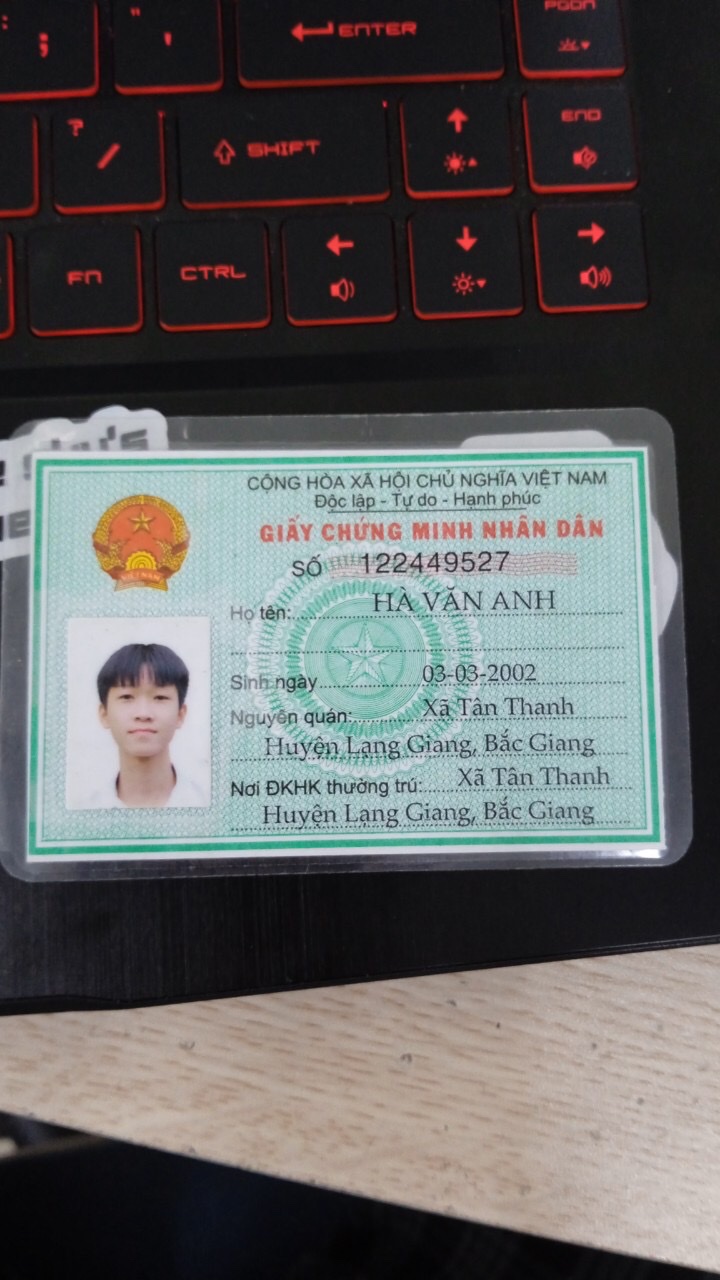 PGDN
: ;
" '
ENTER
? /
SHIFT
END
FN
CTRL
CỘNG HÒA XÃ HỘI CHỦ NGHĨA VIỆT NAM
Độc lập - Tự do - Hạnh phúc
GIẤY CHỨNG MINH NHÂN DÂN
SỐ 122449527
Họ tên: HÀ VĂN ANH
Sinh ngày 03-03-2002
Nguyên quán: Xã Tân Thanh
Huyện Lạng Giang, Bắc Giang
Nơi ĐKHK thường trú: Xã Tân Thanh
Huyện Lạng Giang, Bắc Giang
VIỆT NAM